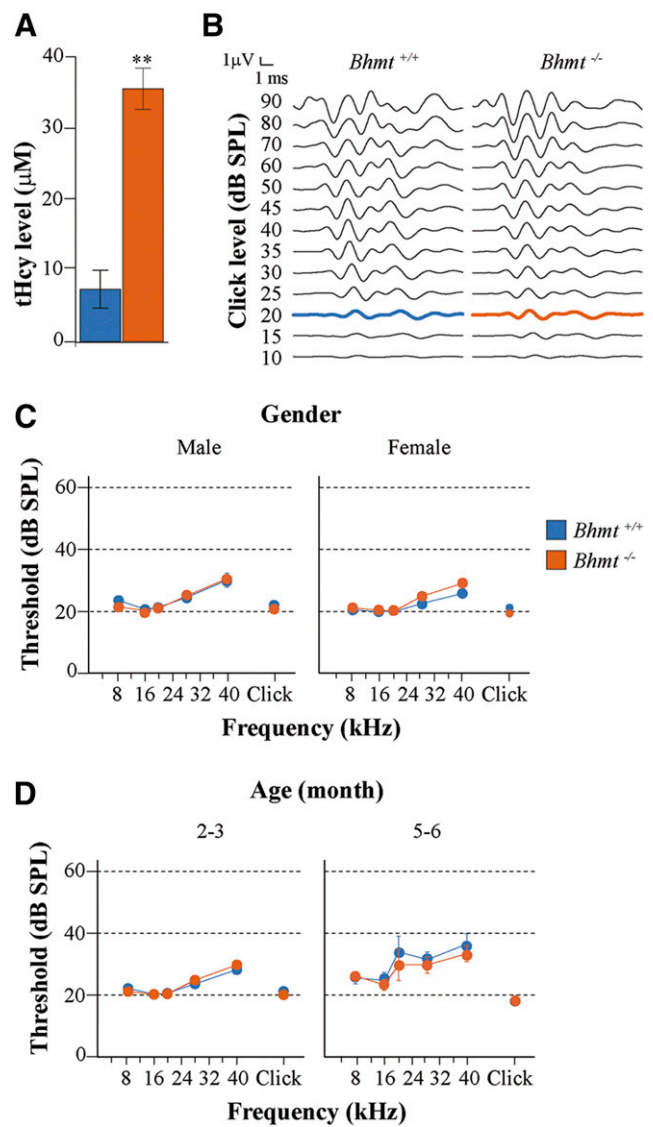 A
40
30
20
10
0
tHcy level (μM)
**
B
1μV
1 ms
Bhmt +/+
Bhmt -/-
Click level (dB SPL)
90
80
70
60
50
45
40
35
30
25
20
15
10
C
Gender
Male
Female
Threshold (dB SPL)
60
40
20
0
8 16 24 32 40 Click
8 16 24 32 40 Click
Frequency (kHz)
Bhmt +/+
Bhmt -/-
D
Age (month)
2-3
5-6
Threshold (dB SPL)
60
40
20
0
8 16 24 32 40 Click
8 16 24 32 40 Click
Frequency (kHz)